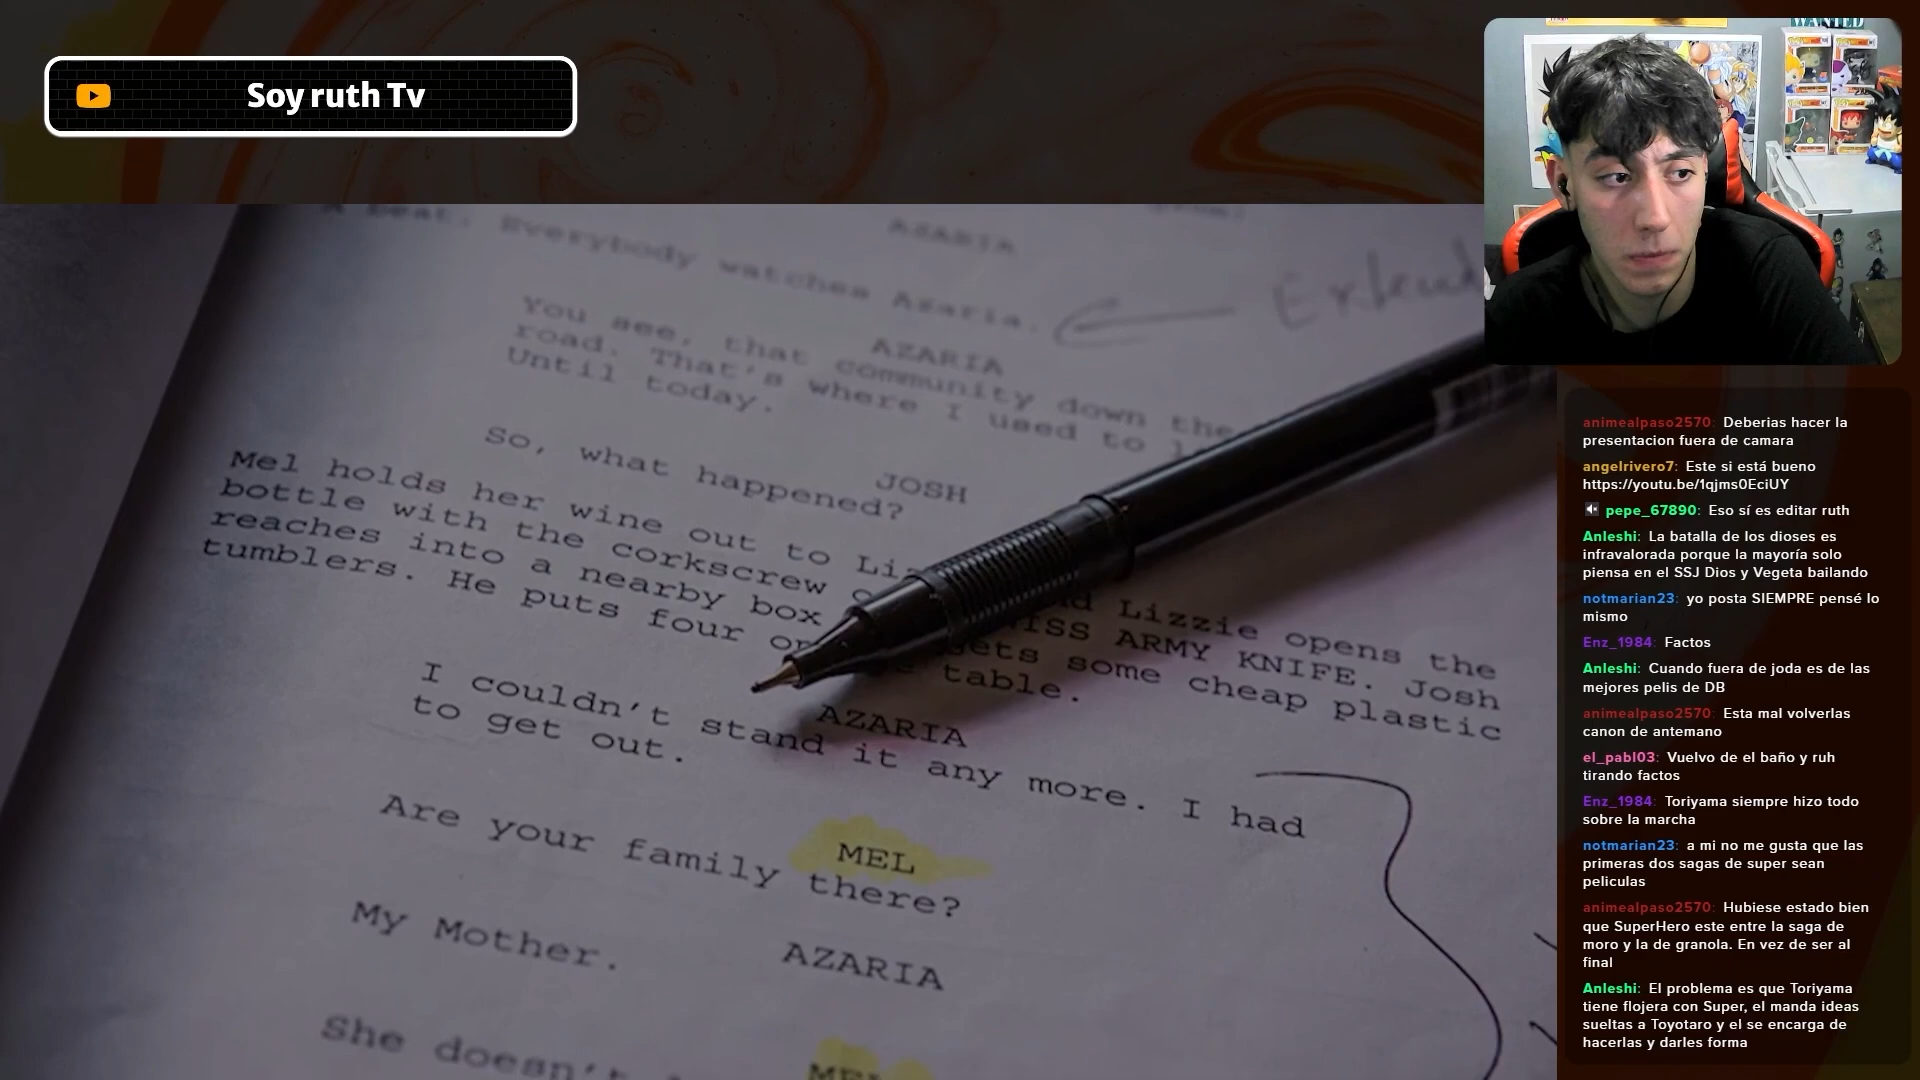 Soy ruth Tv
WANTED
AZARIA
A beat. Everybody watches Azaria.
Extend
AZARIA
You see, that community down the
road. That's where I used to
Until today.
JOSH
So, what happened?
Mel holds her wine out to Lizzie opens the
bottle with the corkscrew ARMY KNIFE. Josh
reaches into a nearby box gets some cheap plastic
tumblers. He puts four table.
AZARIA
I couldn't stand it any more. I had
to get out.
MEL
Are your family there?
AZARIA
My Mother.
MEL
She doesn't
animealpaso2570: Deberias hacer la
presentacion fuera de camara
angelrivero7: Este si está bueno
https://youtu.be/1qjms0EciUY
pepe_67890: Eso sí es editar ruth
Anleshi: La batalla de los dioses es
infravalorada porque la mayoría solo
piensa en el SSJ Dios y Vegeta bailando
notmarian23: yo posta SIEMPRE pensé lo
mismo
Enz_1984: Factos
Anleshi: Cuando fuera de joda es de las
mejores pelis de DB
animealpaso2570: Esta mal volverlas
canon de antemano
el_pabl03: Vuelvo de el baño y ruh
tirando factos
Enz_1984: Toriyama siempre hizo todo
sobre la marcha
notmarian23: a mi no me gusta que las
primeras dos sagas de super sean
peliculas
animealpaso2570: Hubiese estado bien
que SuperHero este entre la saga de
moro y la de granola. En vez de ser al
final
Anleshi: El problema es que Toriyama
tiene flojera con Super, el manda ideas
sueltas a Toyotaro y el se encarga de
hacerlas y darles forma